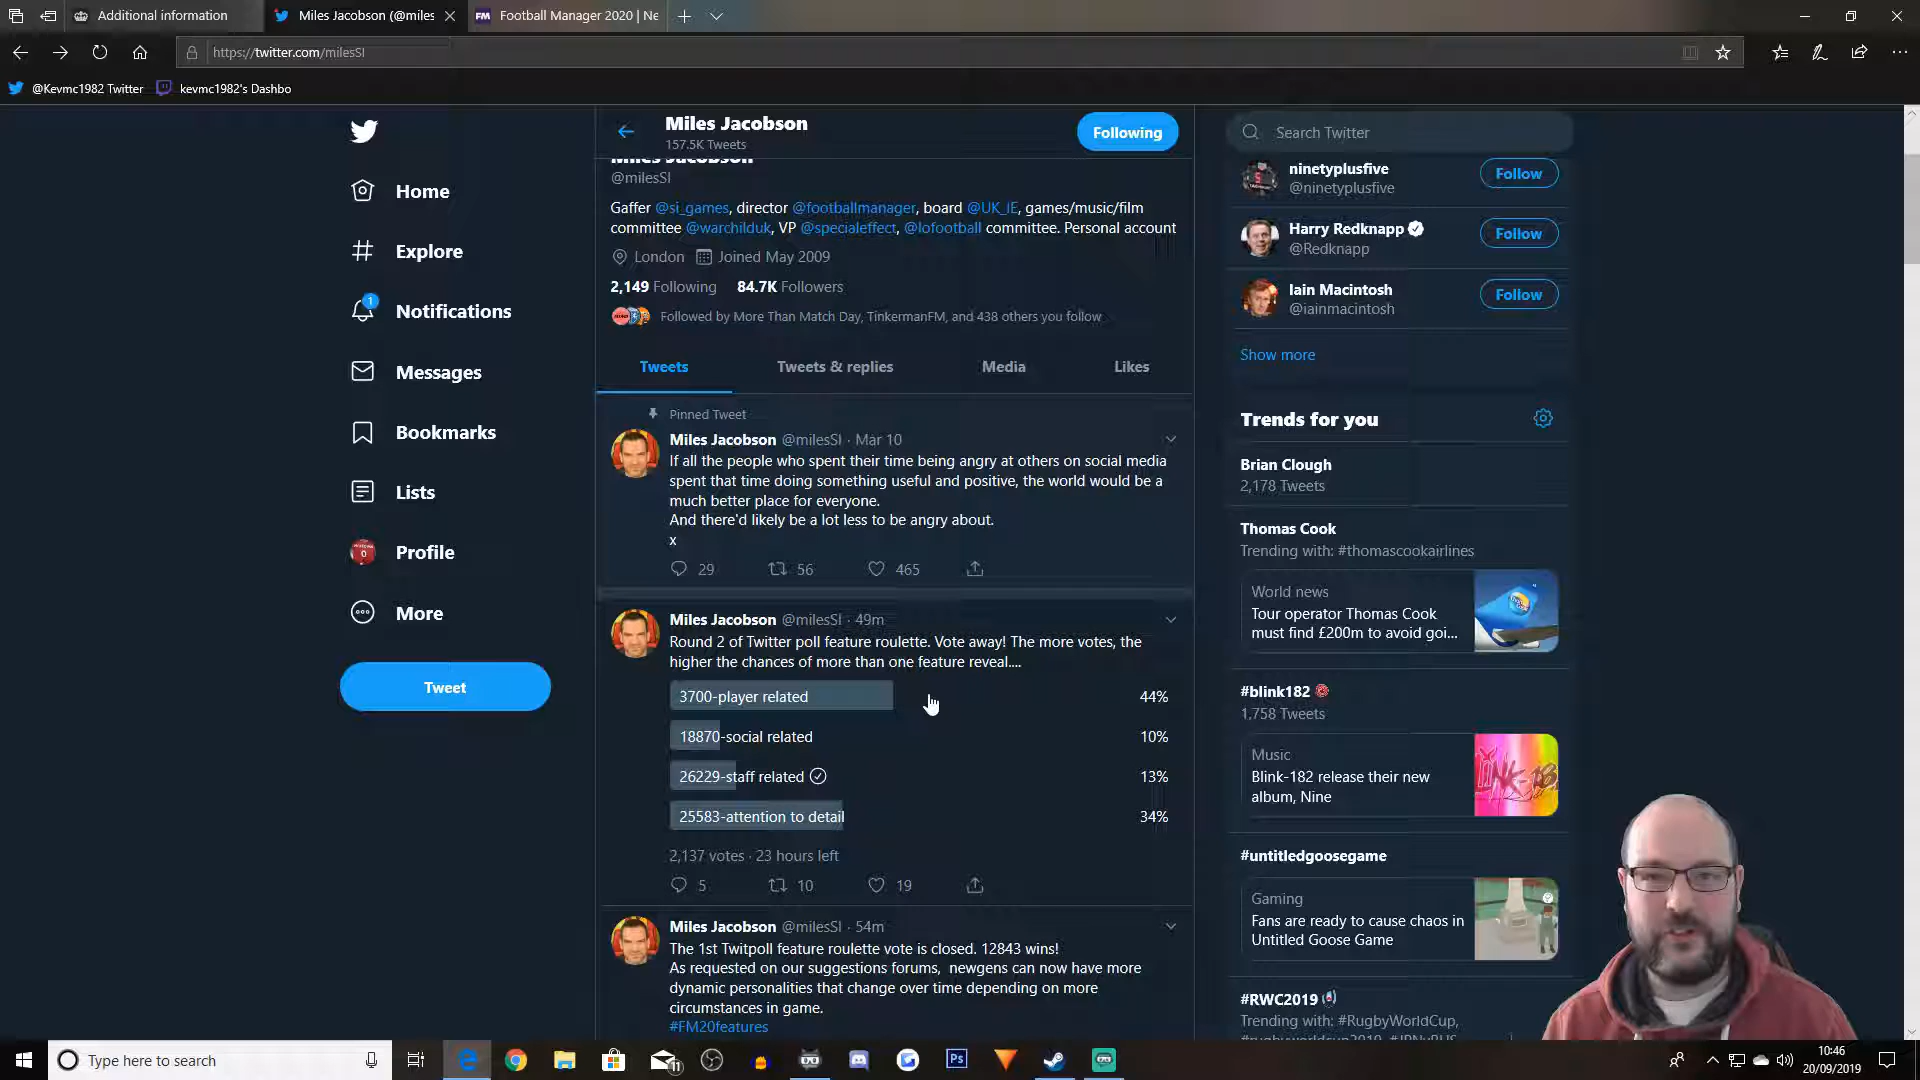 Additional information
Miles Jacobson (@miles
Football Manager 2020 | Ne
https://twitter.com/milesSI
@Kevmc1982 Twitter
kevmc1982's Dashbo
Home
Explore
1
Notifications
Messages
Bookmarks
Lists
Profile
More
Tweet
Miles Jacobson
157.5K Tweets
Following
Miles Jacobson
@milesSI
Gaffer @si_games, director @footballmanager, board @UK_IE, games/music/film
committee @warchilduk, VP @specialeffect, @lofootball committee. Personal account
London Joined May 2009
2,149 Following 84.7K Followers
Followed by More Than Match Day, TinkermanFM, and 438 others you follow
Tweets Tweets & replies Media Likes
Pinned Tweet
Miles Jacobson @milesSI · Mar 10
If all the people who spent their time being angry at others on social media
spent that time doing something useful and positive, the world would be a
much better place for everyone.
And there'd likely be a lot less to be angry about.
x
29 56 465
Miles Jacobson @milesSI · 49m
Round 2 of Twitter poll feature roulette. Vote away! The more votes, the
higher the chances of more than one feature reveal....
3700-player related 44%
18870-social related 10%
26229-staff related 13%
25583-attention to detail 34%
2,137 votes · 23 hours left
5 10 19
Miles Jacobson @milesSI · 54m
The 1st Twitpoll feature roulette vote is closed. 12843 wins!
As requested on our suggestions forums, newgens can now have more
dynamic personalities that change over time depending on more
circumstances in game.
#FM20features
Search Twitter
ninetyplusfive
@ninetyplusfive
Follow
Harry Redknapp
@Redknapp
Follow
Iain Macintosh
@iainmacintosh
Follow
Show more
Trends for you
Brian Clough
2,178 Tweets
Thomas Cook
Trending with: #thomascookairlines
World news
Tour operator Thomas Cook
must find £200m to avoid goi...
#blink182
1,758 Tweets
Music
Blink-182 release their new
album, Nine
#untitledgoosegame
Gaming
Fans are ready to cause chaos in
Untitled Goose Game
#RWC2019
Trending with: #RugbyWorldCup,
Type here to search
11
Ps
10:46
20/09/2019